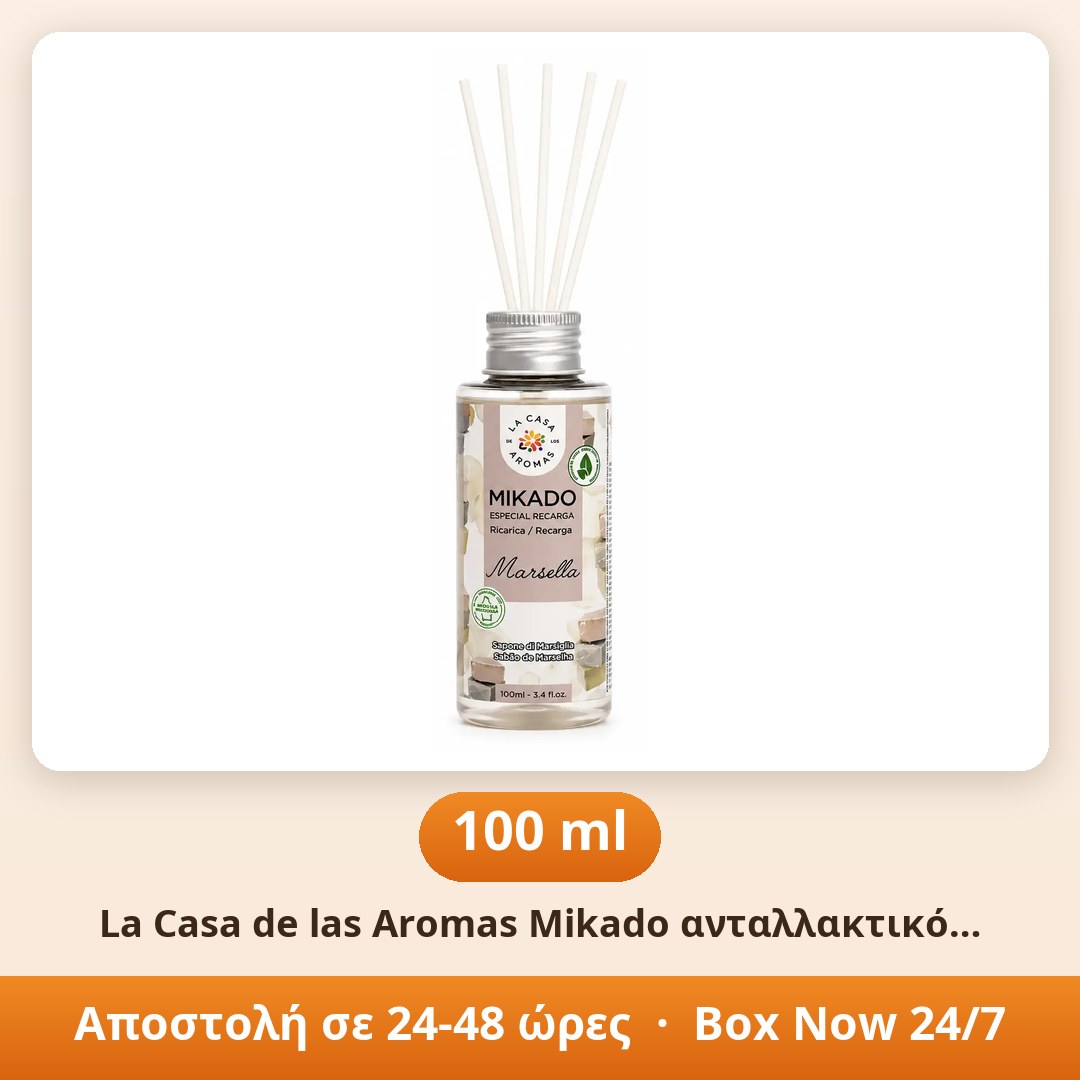 LA CASA
DE LOS
AROMAS
MIKADO
ESPECIAL RECARGA
Ricarica / Recarga
Marsella
Sapone di Marsiglia
Sabão de Marselha
100ml - 3.4 fl.oz.
100 ml
La Casa de las Aromas Mikado ανταλλακτικό...
Αποστολή σε 24-48 ώρες · Box Now 24/7